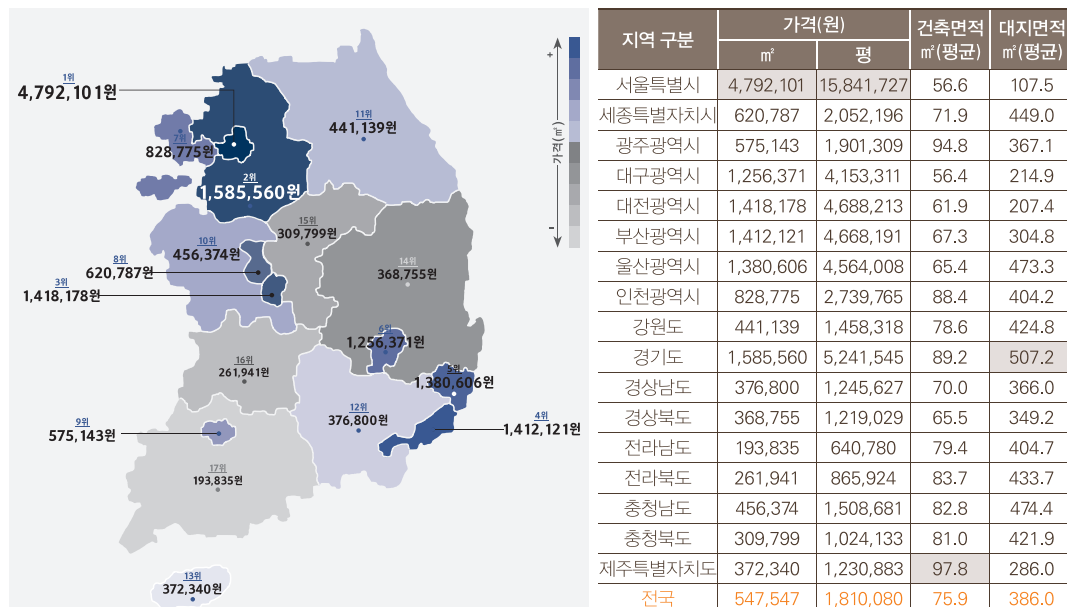 1위
4,792,101원
7위
828,775원
2위
1,585,560원
11위
441,139원
+
가격(㎡)
-
15위
309,799원
10위
456,374원
8위
620,787원
3위
1,418,178원
14위
368,755원
6위
1,256,371원
5위
1,380,606원
16위
261,941원
12위
376,800원
4위
1,412,121원
9위
575,143원
17위
193,835원
13위
372,340원
지역 구분 가격(원) 건축면적 ㎡(평균) 대지면적 ㎡(평균)
㎡ 평
서울특별시 4,792,101 15,841,727 56.6 107.5
세종특별자치시 620,787 2,052,196 71.9 449.0
광주광역시 575,143 1,901,309 94.8 367.1
대구광역시 1,256,371 4,153,311 56.4 214.9
대전광역시 1,418,178 4,688,213 61.9 207.4
부산광역시 1,412,121 4,668,191 67.3 304.8
울산광역시 1,380,606 4,564,008 65.4 473.3
인천광역시 828,775 2,739,765 88.4 404.2
강원도 441,139 1,458,318 78.6 424.8
경기도 1,585,560 5,241,545 89.2 507.2
경상남도 376,800 1,245,627 70.0 366.0
경상북도 368,755 1,219,029 65.5 349.2
전라남도 193,835 640,780 79.4 404.7
전라북도 261,941 865,924 83.7 433.7
충청남도 456,374 1,508,681 82.8 474.4
충청북도 309,799 1,024,133 81.0 421.9
제주특별자치도 372,340 1,230,883 97.8 286.0
전국 547,547 1,810,080 75.9 386.0